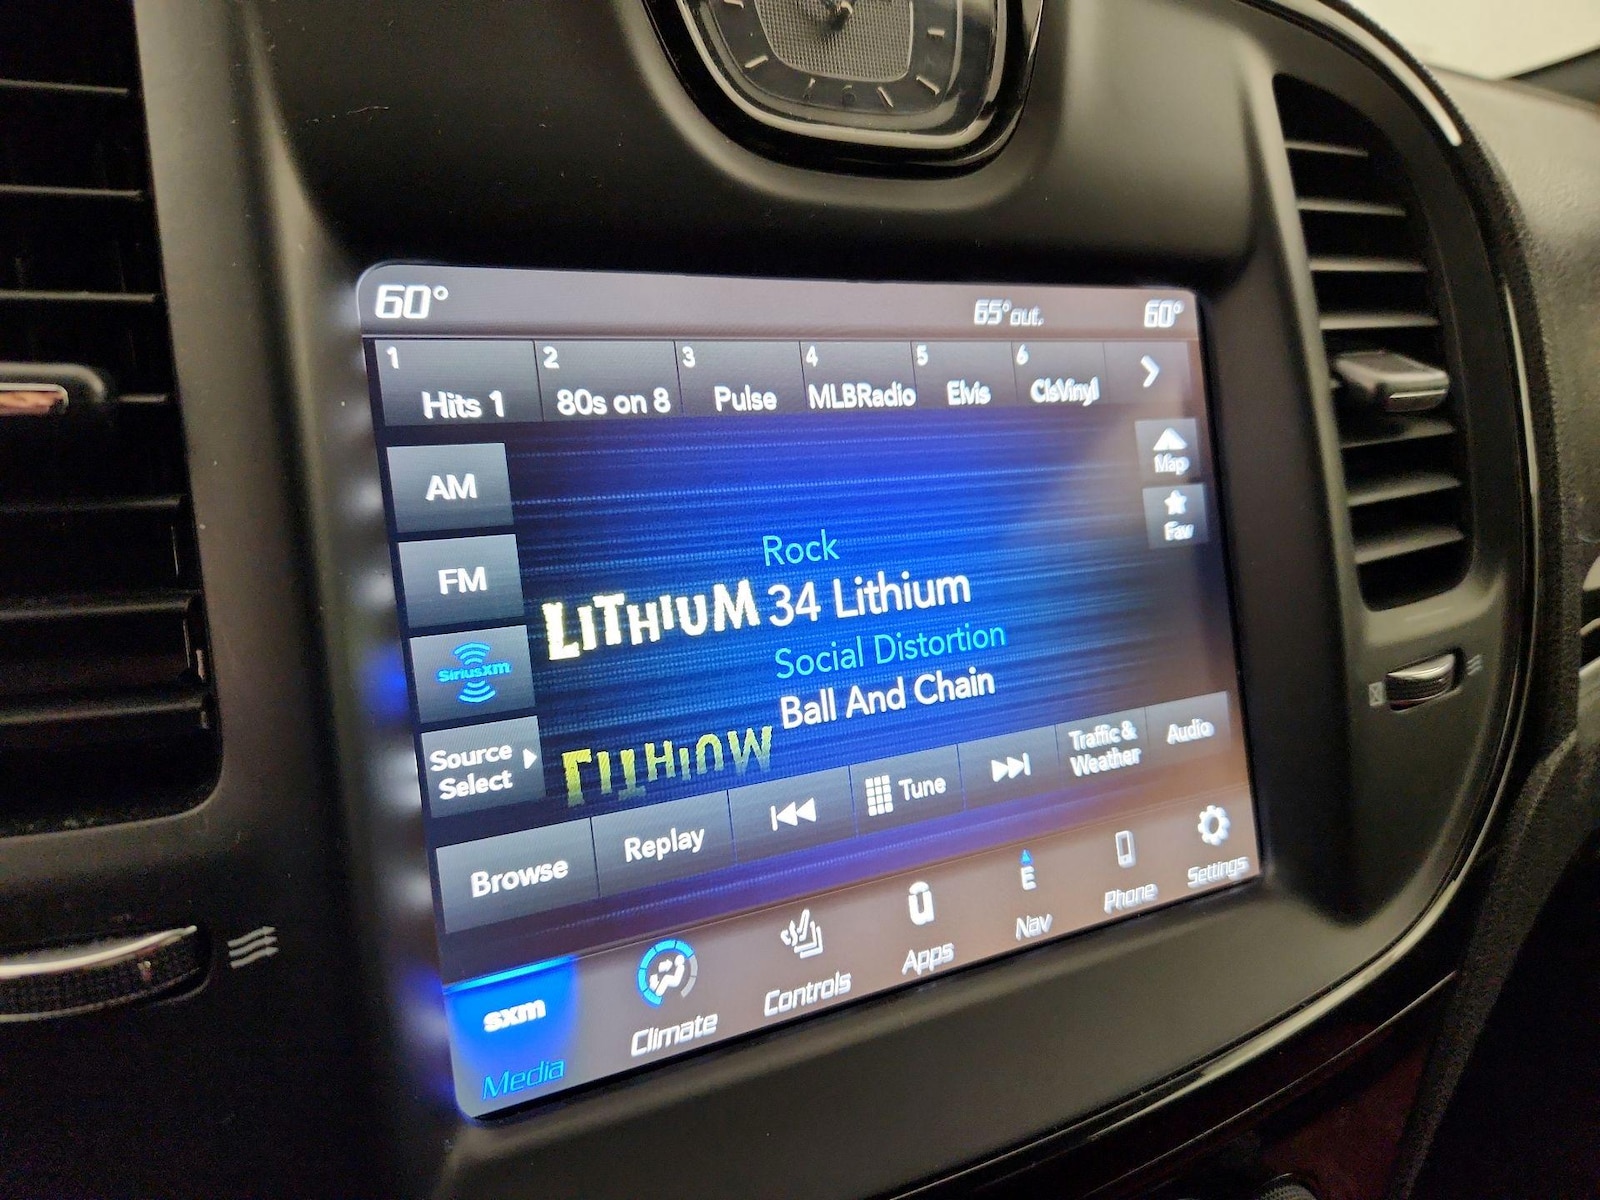 60° 65°out. 60°
1 2 3 4 5 6
Hits 1 80s on 8 Pulse MLBRadio Elvis ClsVinyl
AM
Map
FM
Fav
Rock
LiTHiUM 34 Lithium
SiriusXM
Social Distortion
Ball And Chain
Source
Select
LiTHiUM
Browse Replay Tune Traffic &
Weather Audio
sxm
Media
Climate
Controls
Apps
E
Nav
Phone
Settings